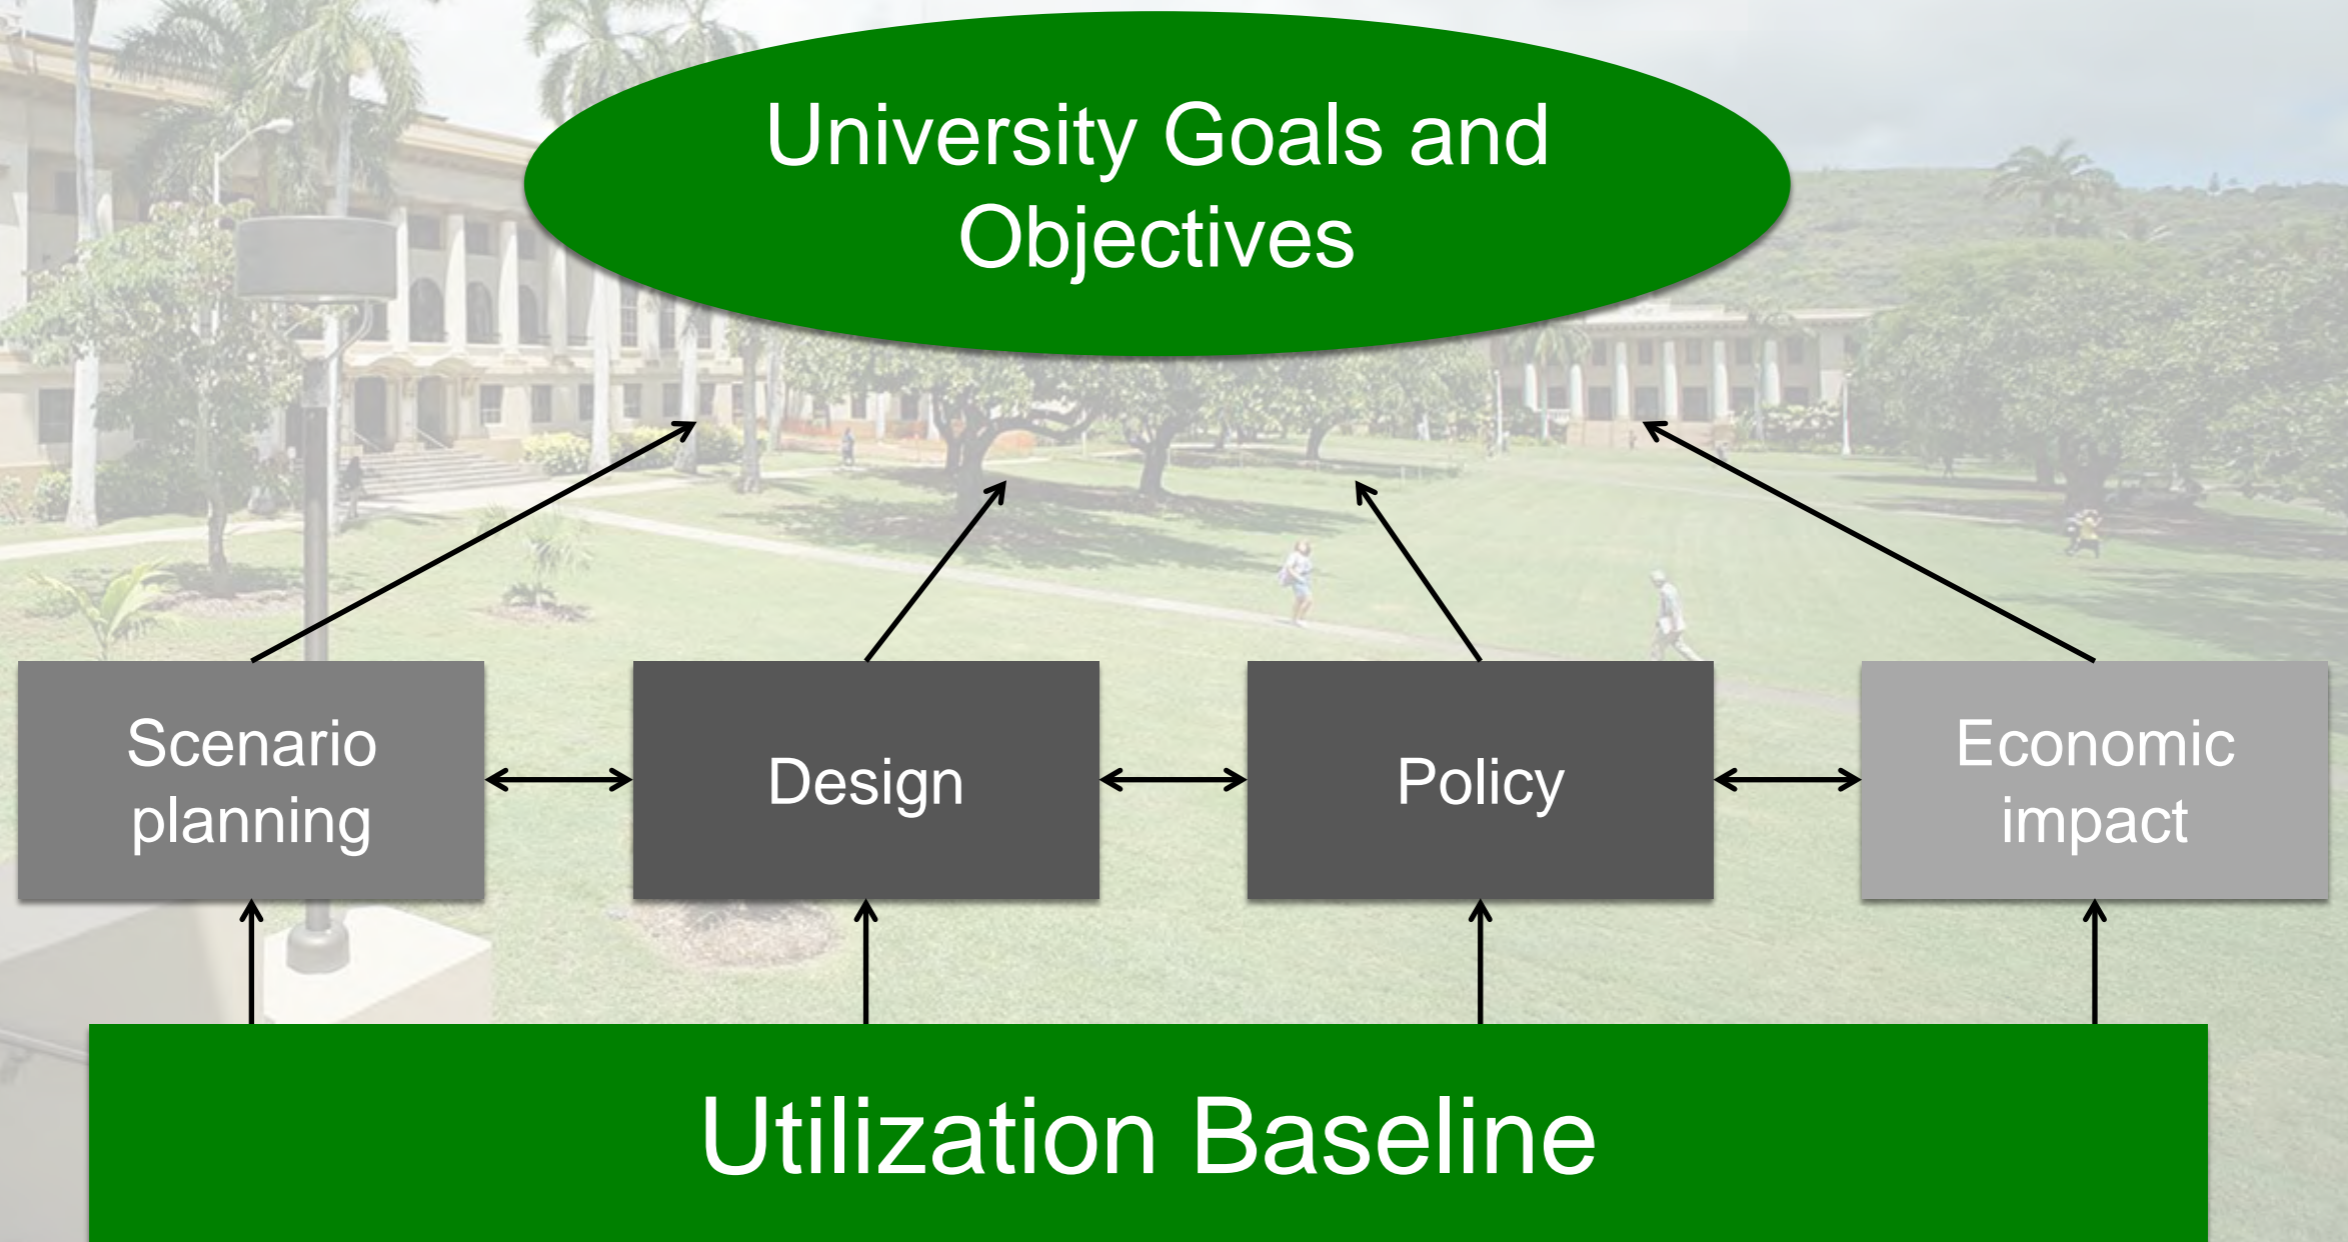 University Goals and
Objectives
Scenario
planning
Design
Policy
Economic
impact
Utilization Baseline